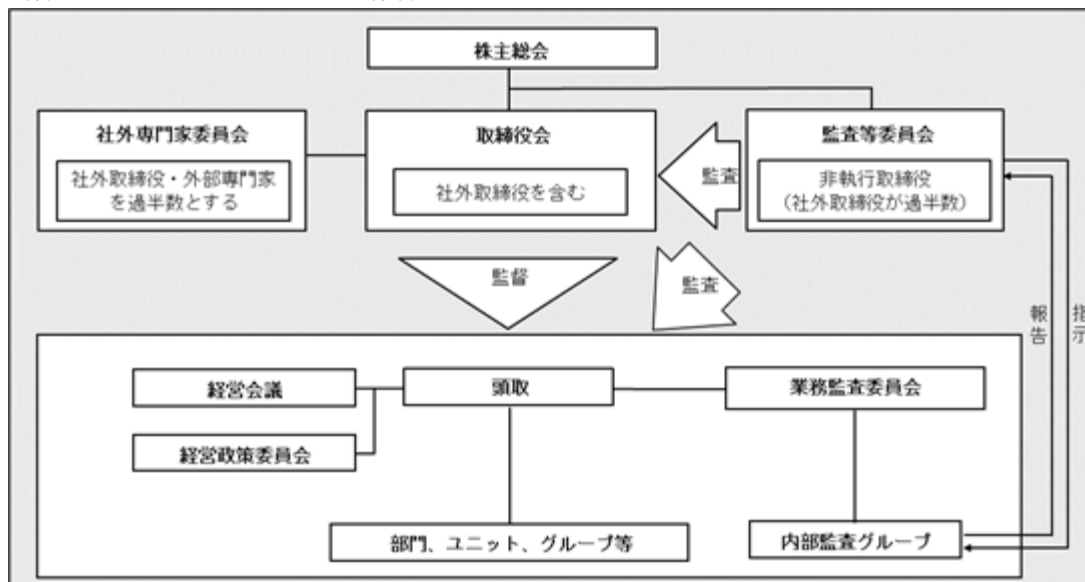 株主総会
社外専門家委員会
社外取締役・外部専門家
を過半数とする
取締役会
社外取締役を含む
監査
監査等委員会
非執行取締役
(社外取締役が過半数)
監督
監査
報告
指示
経営会議
頭取
業務監査委員会
経営政策委員会
部門、ユニット、グループ等
内部監査グループ